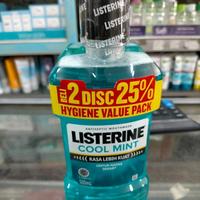 LISTERINE
BELI 2 DISC 25%
HYGIENE VALUE PACK
ANTISEPTIC MOUTHWASH
LISTERINE
COOL MINT
RASA LEBIH KUAT